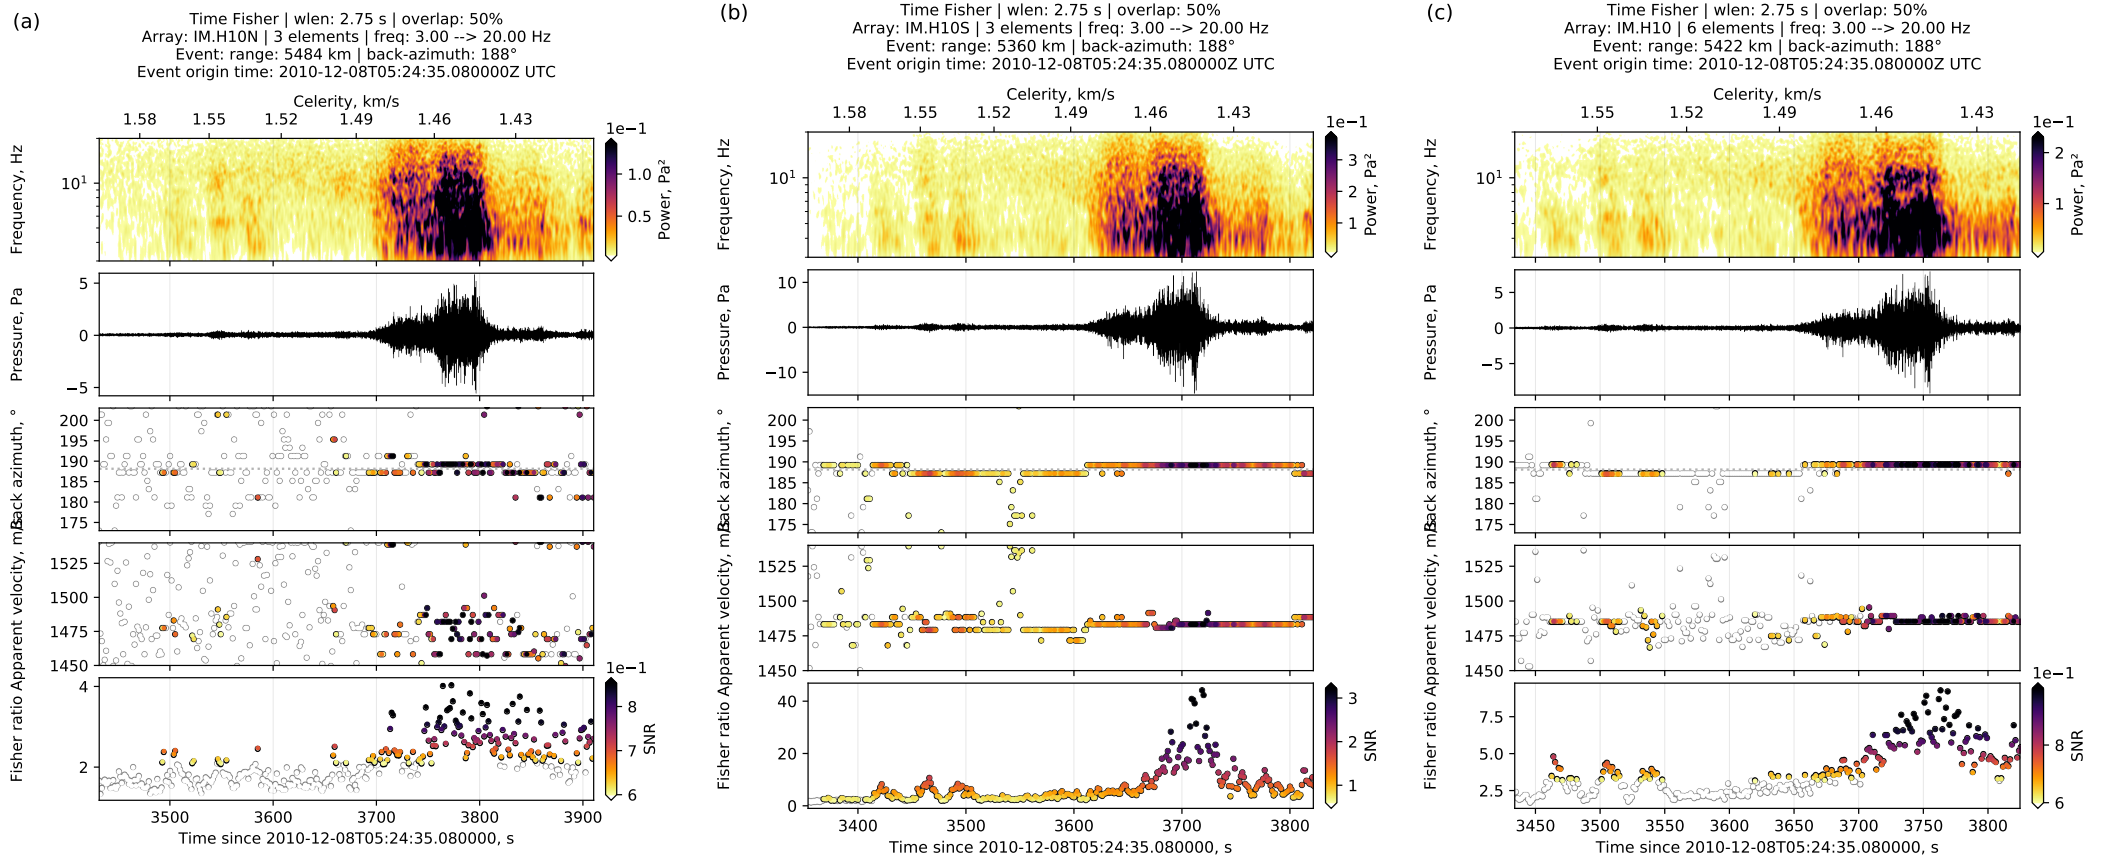 (a)
Time Fisher | wlen: 2.75 s | overlap: 50%
Array: IM.H10N | 3 elements | freq: 3.00 --> 20.00 Hz
Event: range: 5484 km | back-azimuth: 188°
Event origin time: 2010-12-08T05:24:35.080000Z UTC
Celerity, km/s
1.58 1.55 1.52 1.49 1.46 1.43
1e−1
Frequency, Hz
10¹
1.0
0.5
Power, Pa²
Pressure, Pa
5
0
−5
Back azimuth, °
200
195
190
185
180
175
Apparent velocity, m/s
1525
1500
1475
1450
1e−1
Fisher ratio
4
2
8
7
6
SNR
3500 3600 3700 3800 3900
Time since 2010-12-08T05:24:35.080000, s
(b)
Time Fisher | wlen: 2.75 s | overlap: 50%
Array: IM.H10S | 3 elements | freq: 3.00 --> 20.00 Hz
Event: range: 5360 km | back-azimuth: 188°
Event origin time: 2010-12-08T05:24:35.080000Z UTC
Celerity, km/s
1.58 1.55 1.52 1.49 1.46 1.43
1e−1
Frequency, Hz
10¹
3
2
1
Power, Pa²
Pressure, Pa
10
0
−10
Back azimuth, °
200
195
190
185
180
175
Apparent velocity, m/s
1525
1500
1475
1450
Fisher ratio
40
20
0
3
2
1
SNR
3400 3500 3600 3700 3800
Time since 2010-12-08T05:24:35.080000, s
(c)
Time Fisher | wlen: 2.75 s | overlap: 50%
Array: IM.H10 | 6 elements | freq: 3.00 --> 20.00 Hz
Event: range: 5422 km | back-azimuth: 188°
Event origin time: 2010-12-08T05:24:35.080000Z UTC
Celerity, km/s
1.55 1.52 1.49 1.46 1.43
1e−1
Frequency, Hz
10¹
2
1
Power, Pa²
Pressure, Pa
5
0
−5
Back azimuth, °
200
195
190
185
180
175
Apparent velocity, m/s
1525
1500
1475
1450
1e−1
Fisher ratio
7.5
5.0
2.5
8
6
SNR
3450 3500 3550 3600 3650 3700 3750 3800
Time since 2010-12-08T05:24:35.080000, s